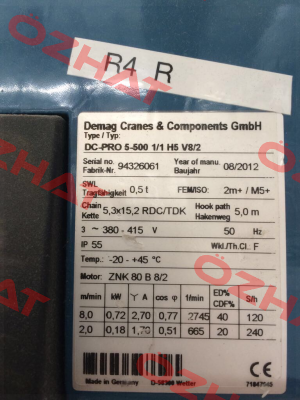 R4 R
Demag Cranes & Components GmbH
Type / Typ:
DC-PRO 5-500 1/1 H5 V8/2
Serial no. Fabrik-Nr. 94326061 Year of manu. Baujahr 08/2012
SWL Tragfähigkeit 0,5 t FEM/ISO: 2m+ / M5+
Chain Kette 5,3x15,2 RDC/TDK Hook path Hakenweg 5,0 m
3 ~ 380 - 415 V 50 Hz
IP 55 Wkl./Th.Cl. F
Temp.: -20 - +45 °C
Motor: ZNK 80 B 8/2
m/min kW Y A cos φ 1/min ED% CDF% S/h
8,0 0,72 2,70 0,77 2745 40 120
2,0 0,18 1,70 0,51 665 20 240
Made in Germany D-58286 Wetter 71847145
CE
ÖZHAT
ÖZHAT
ÖZHAT
ÖZHAT